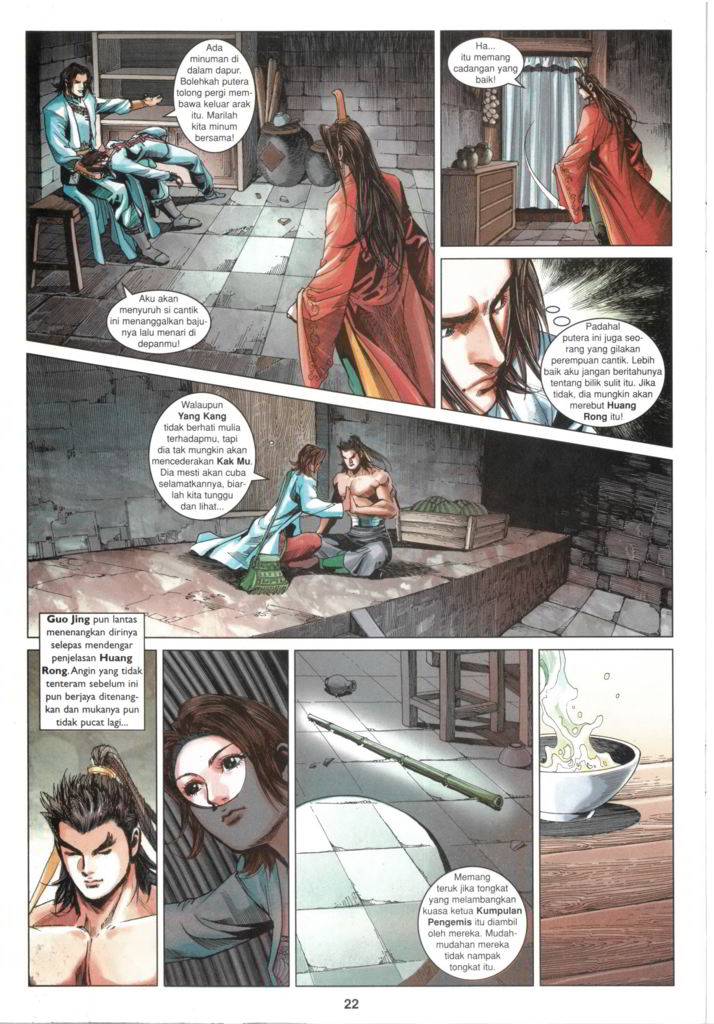 Ada
minuman di
dalam dapur.
Bolehkah putera
tolong pergi mem-
bawa keluar arak
itu. Marilah
kita minum
bersama!
Aku akan
menyuruh si cantik
ini menanggalkan baju-
nya lalu menari di
depanmu!
Ha...
itu memang
cadangan yang
baik!
Padahal
putera ini juga seo-
rang yang gilakan
perempuan cantik. Lebih
baik aku jangan beritahunya
tentang bilik sulit itu. Jika
tidak, dia mungkin akan
merebut Huang
Rong itu!
Walaupun
Yang Kang
tidak berhati mulia
terhadapmu, tapi
dia tak mungkin akan
mencederakan Kak Mu.
Dia mesti akan cuba
selamatkannya, biar-
lah kita tunggu
dan lihat...
Guo Jing pun lantas
menenangkan dirinya
selepas mendengar
penjelasan Huang
Rong. Angin yang tidak
tenteram sebelum ini
pun berjaya ditenang-
kan dan mukanya pun
tidak pucat lagi...
Memang
teruk jika tongkat
yang melambangkan
kuasa ketua Kumpulan
Pengemis itu diambil
oleh mereka. Mudah-
mudahan mereka
tidak nampak
tongkat itu.
22